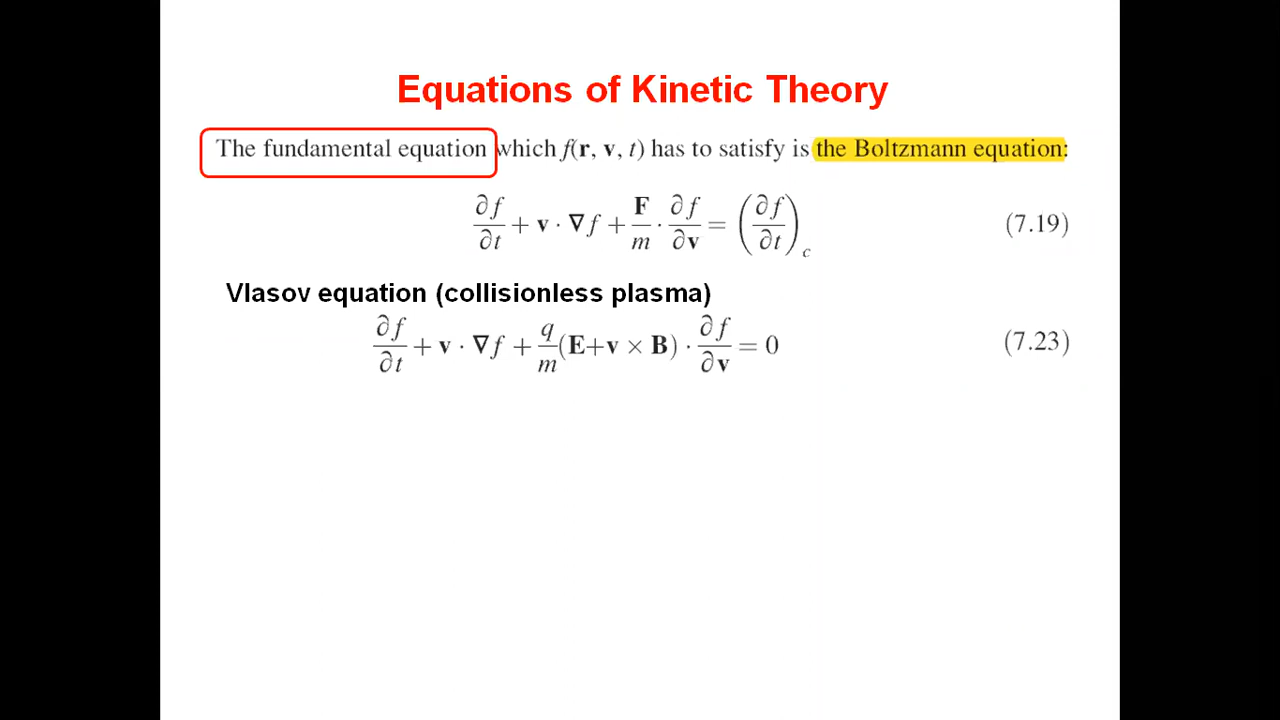 Equations of Kinetic Theory
The fundamental equation which f(r, v, t) has to satisfy is the Boltzmann equation:
∂f/∂t + v · ∇f + F/m · ∂f/∂v = (∂f/∂t)_c (7.19)
Vlasov equation (collisionless plasma)
∂f/∂t + v · ∇f + q/m (E+v × B) · ∂f/∂v = 0 (7.23)